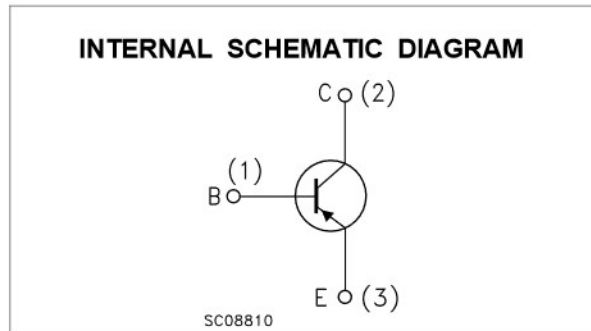 INTERNAL SCHEMATIC DIAGRAM
C (2)
(1)
B
E (3)
SC08810